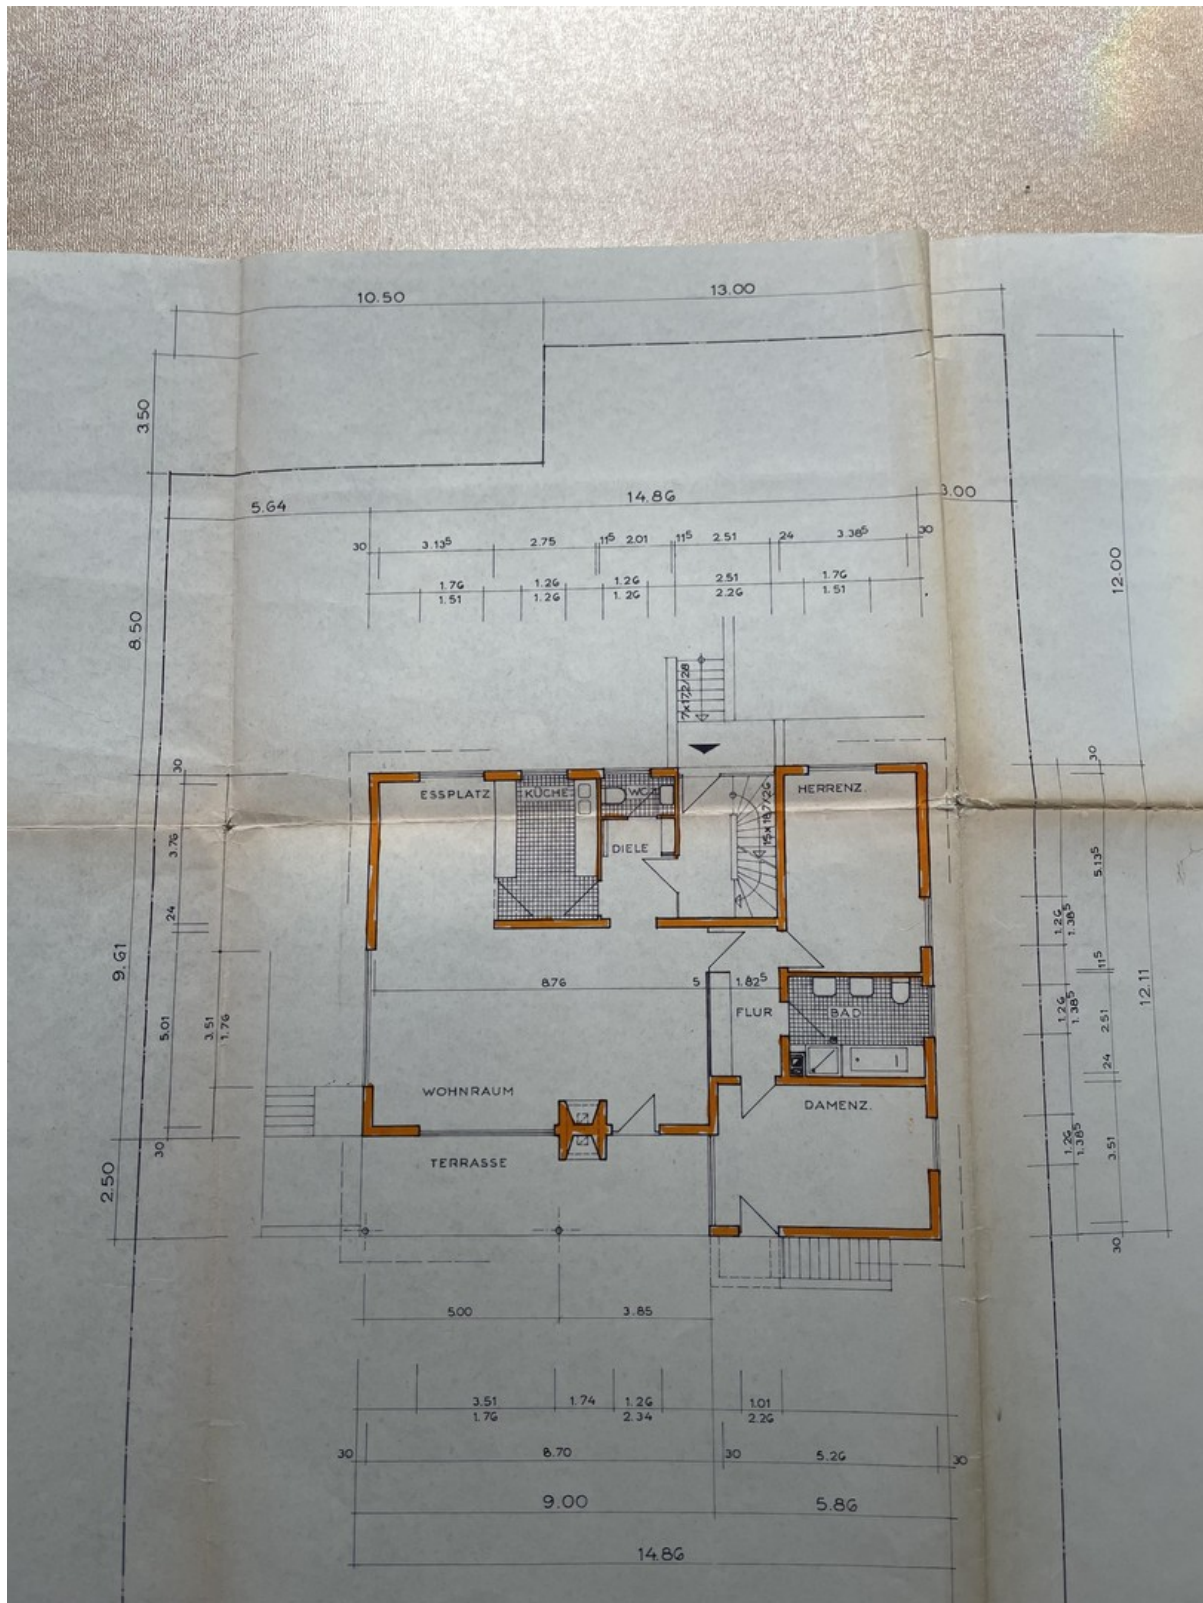 10.50 13.00
3.50
5.64 14.86 3.00
30 3.13⁵ 2.75 11⁵ 2.01 11⁵ 2.51 24 3.38⁵ 30
1.76 1.26 1.26 2.51 1.76
1.51 1.26 1.26 2.26 1.51
12.00
8.50
7x17,2/28
30 30
ESSPLATZ KÜCHE WC HERRENZ.
15x18,7/26
3.76 DIELE 5.13⁵
24
1.26
1.38⁵
9.61 8.76 5 1.82⁵ 11⁵ 12.11
5.01 3.51 FLUR BAD 1.26 2.51
1.76 1.38⁵
24
WOHNRAUM DAMENZ.
30 1.26 3.51
1.38⁵
TERRASSE
2.50
30
5.00 3.85
3.51 1.74 1.26 1.01
1.76 2.34 2.26
30 8.70 30 5.26 30
9.00 5.86
14.86